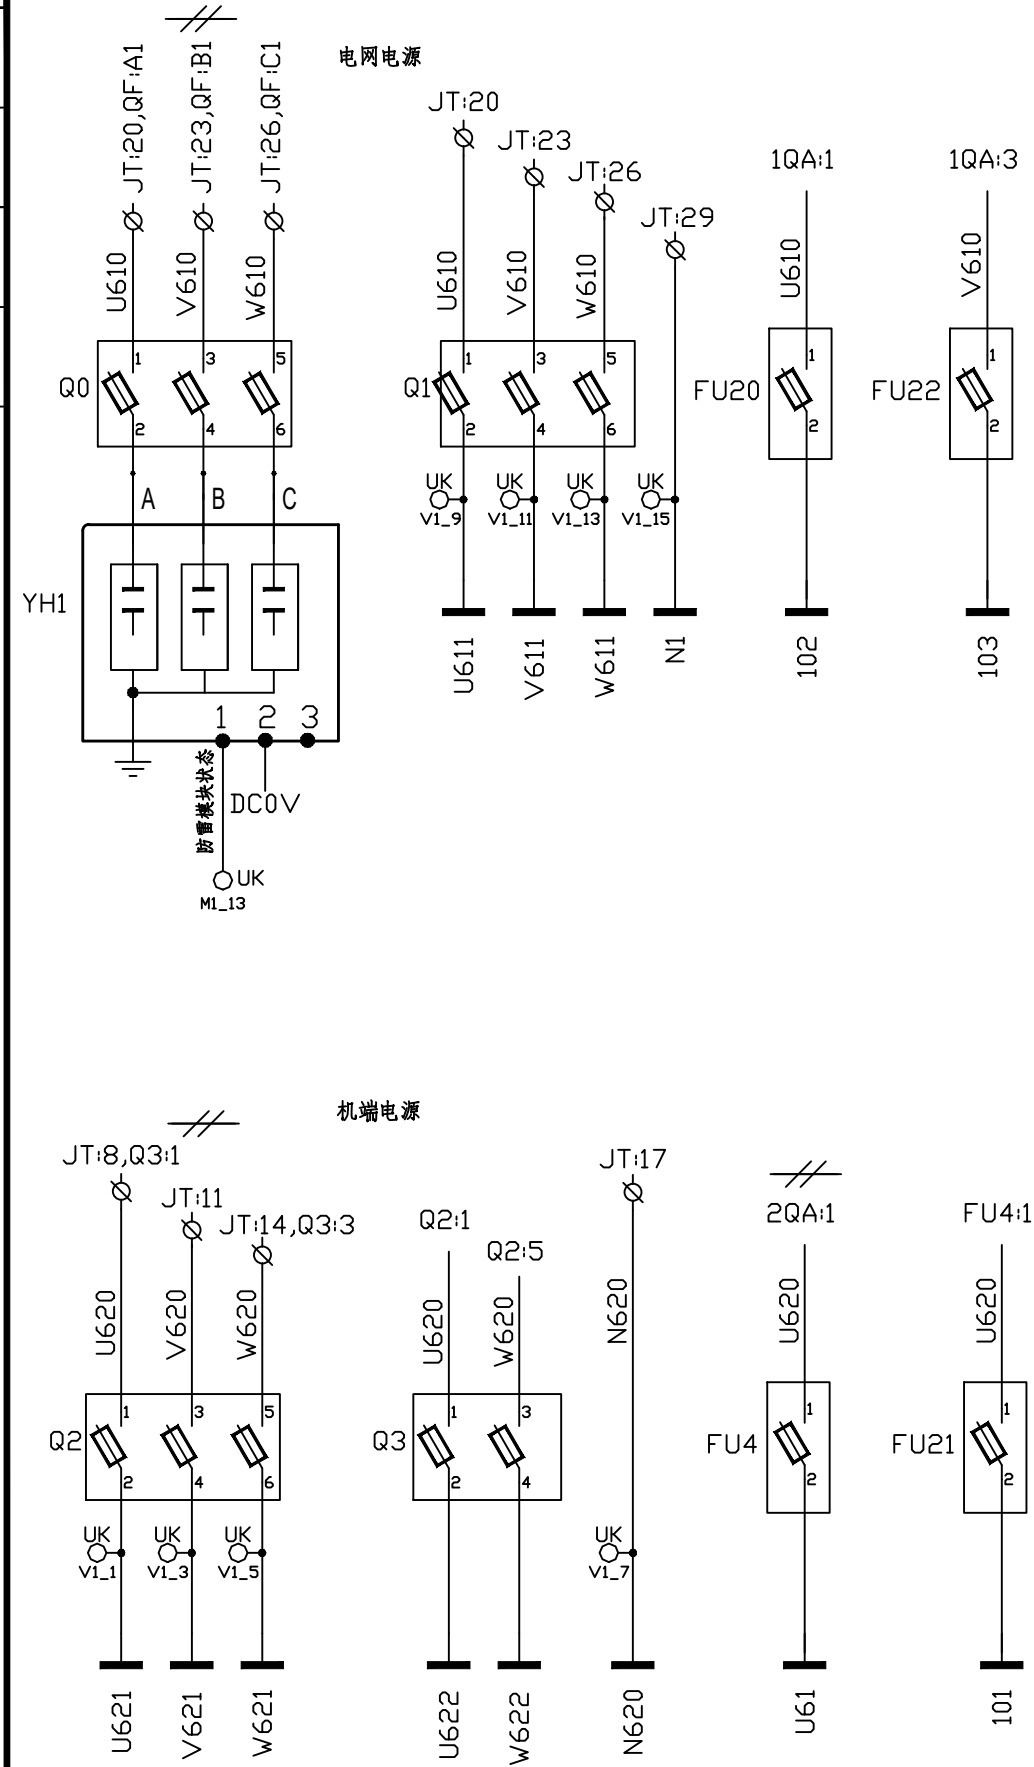 电网电源
JT:20,QF:A1
JT:23,QF:B1
JT:26,QF:C1
U610
V610
W610
Q0
1
3
5
2
4
6
A
B
C
YH1
1
2
3
防雷模块状态
DC0V
UK
M1_13
JT:20
JT:23
JT:26
JT:29
U610
V610
W610
Q1
1
3
5
2
4
6
UK
V1_9
UK
V1_11
UK
V1_13
UK
V1_15
U611
V611
W611
N1
1QA:1
U610
FU20
1
2
102
1QA:3
V610
FU22
1
2
103
机端电源
JT:8,Q3:1
JT:11
JT:14,Q3:3
U620
V620
W620
Q2
1
3
5
2
4
6
UK
V1_1
UK
V1_3
UK
V1_5
U621
V621
W621
Q2:1
Q2:5
U620
W620
Q3
1
3
2
4
U622
W622
JT:17
N620
UK
V1_7
N620
2QA:1
U620
FU4
1
2
U61
FU4:1
U620
FU21
1
2
101